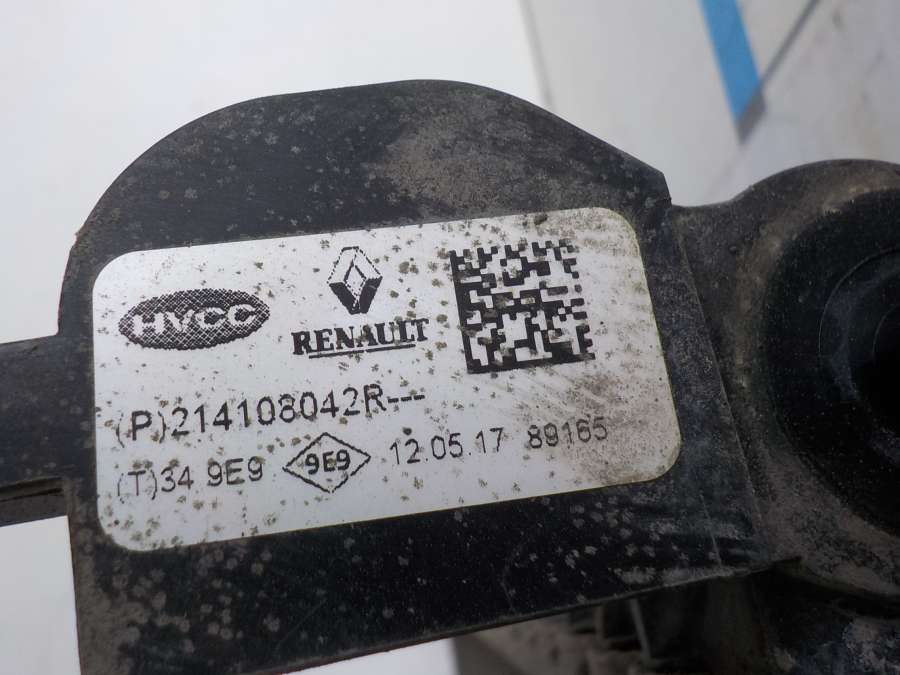 HVCC
RENAULT
(P)214108042R---
(T)34 9E9 9E9 12.05.17 89165